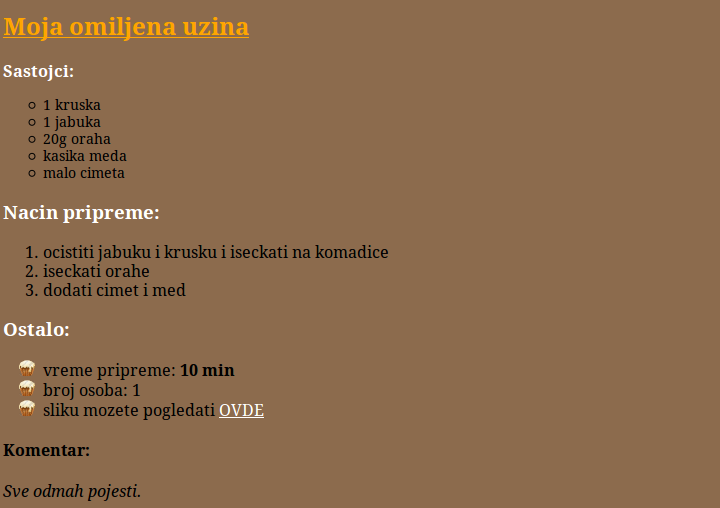 Moja omiljena uzina
Sastojci:
1 kruska
1 jabuka
20g oraha
kasika meda
malo cimeta
Nacin pripreme:
1. ocistiti jabuku i krusku i iseckati na komadice
2. iseckati orahe
3. dodati cimet i med
Ostalo:
vreme pripreme: 10 min
broj osoba: 1
sliku mozete pogledati OVDE
Komentar:
Sve odmah pojesti.